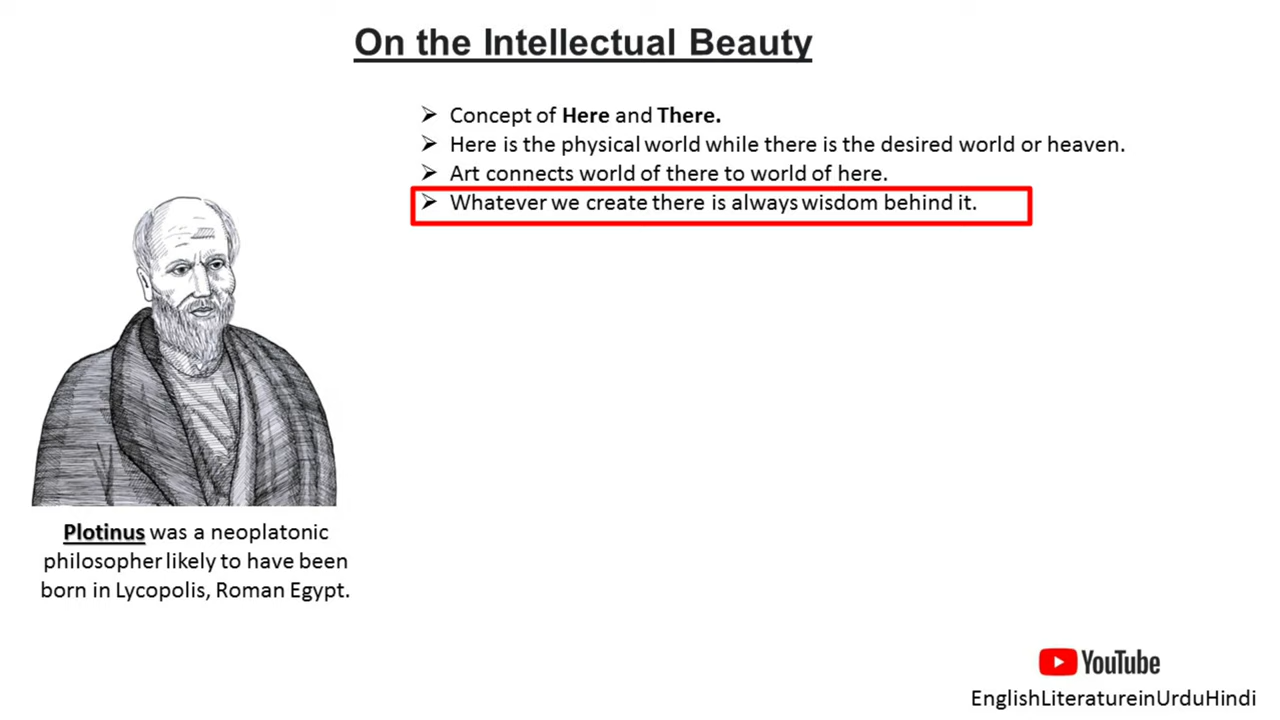 On the Intellectual Beauty
➢ Concept of Here and There.
➢ Here is the physical world while there is the desired world or heaven.
➢ Art connects world of there to world of here.
➢ Whatever we create there is always wisdom behind it.
Plotinus was a neoplatonic
philosopher likely to have been
born in Lycopolis, Roman Egypt.
YouTube
EnglishLiteratureinUrduHindi